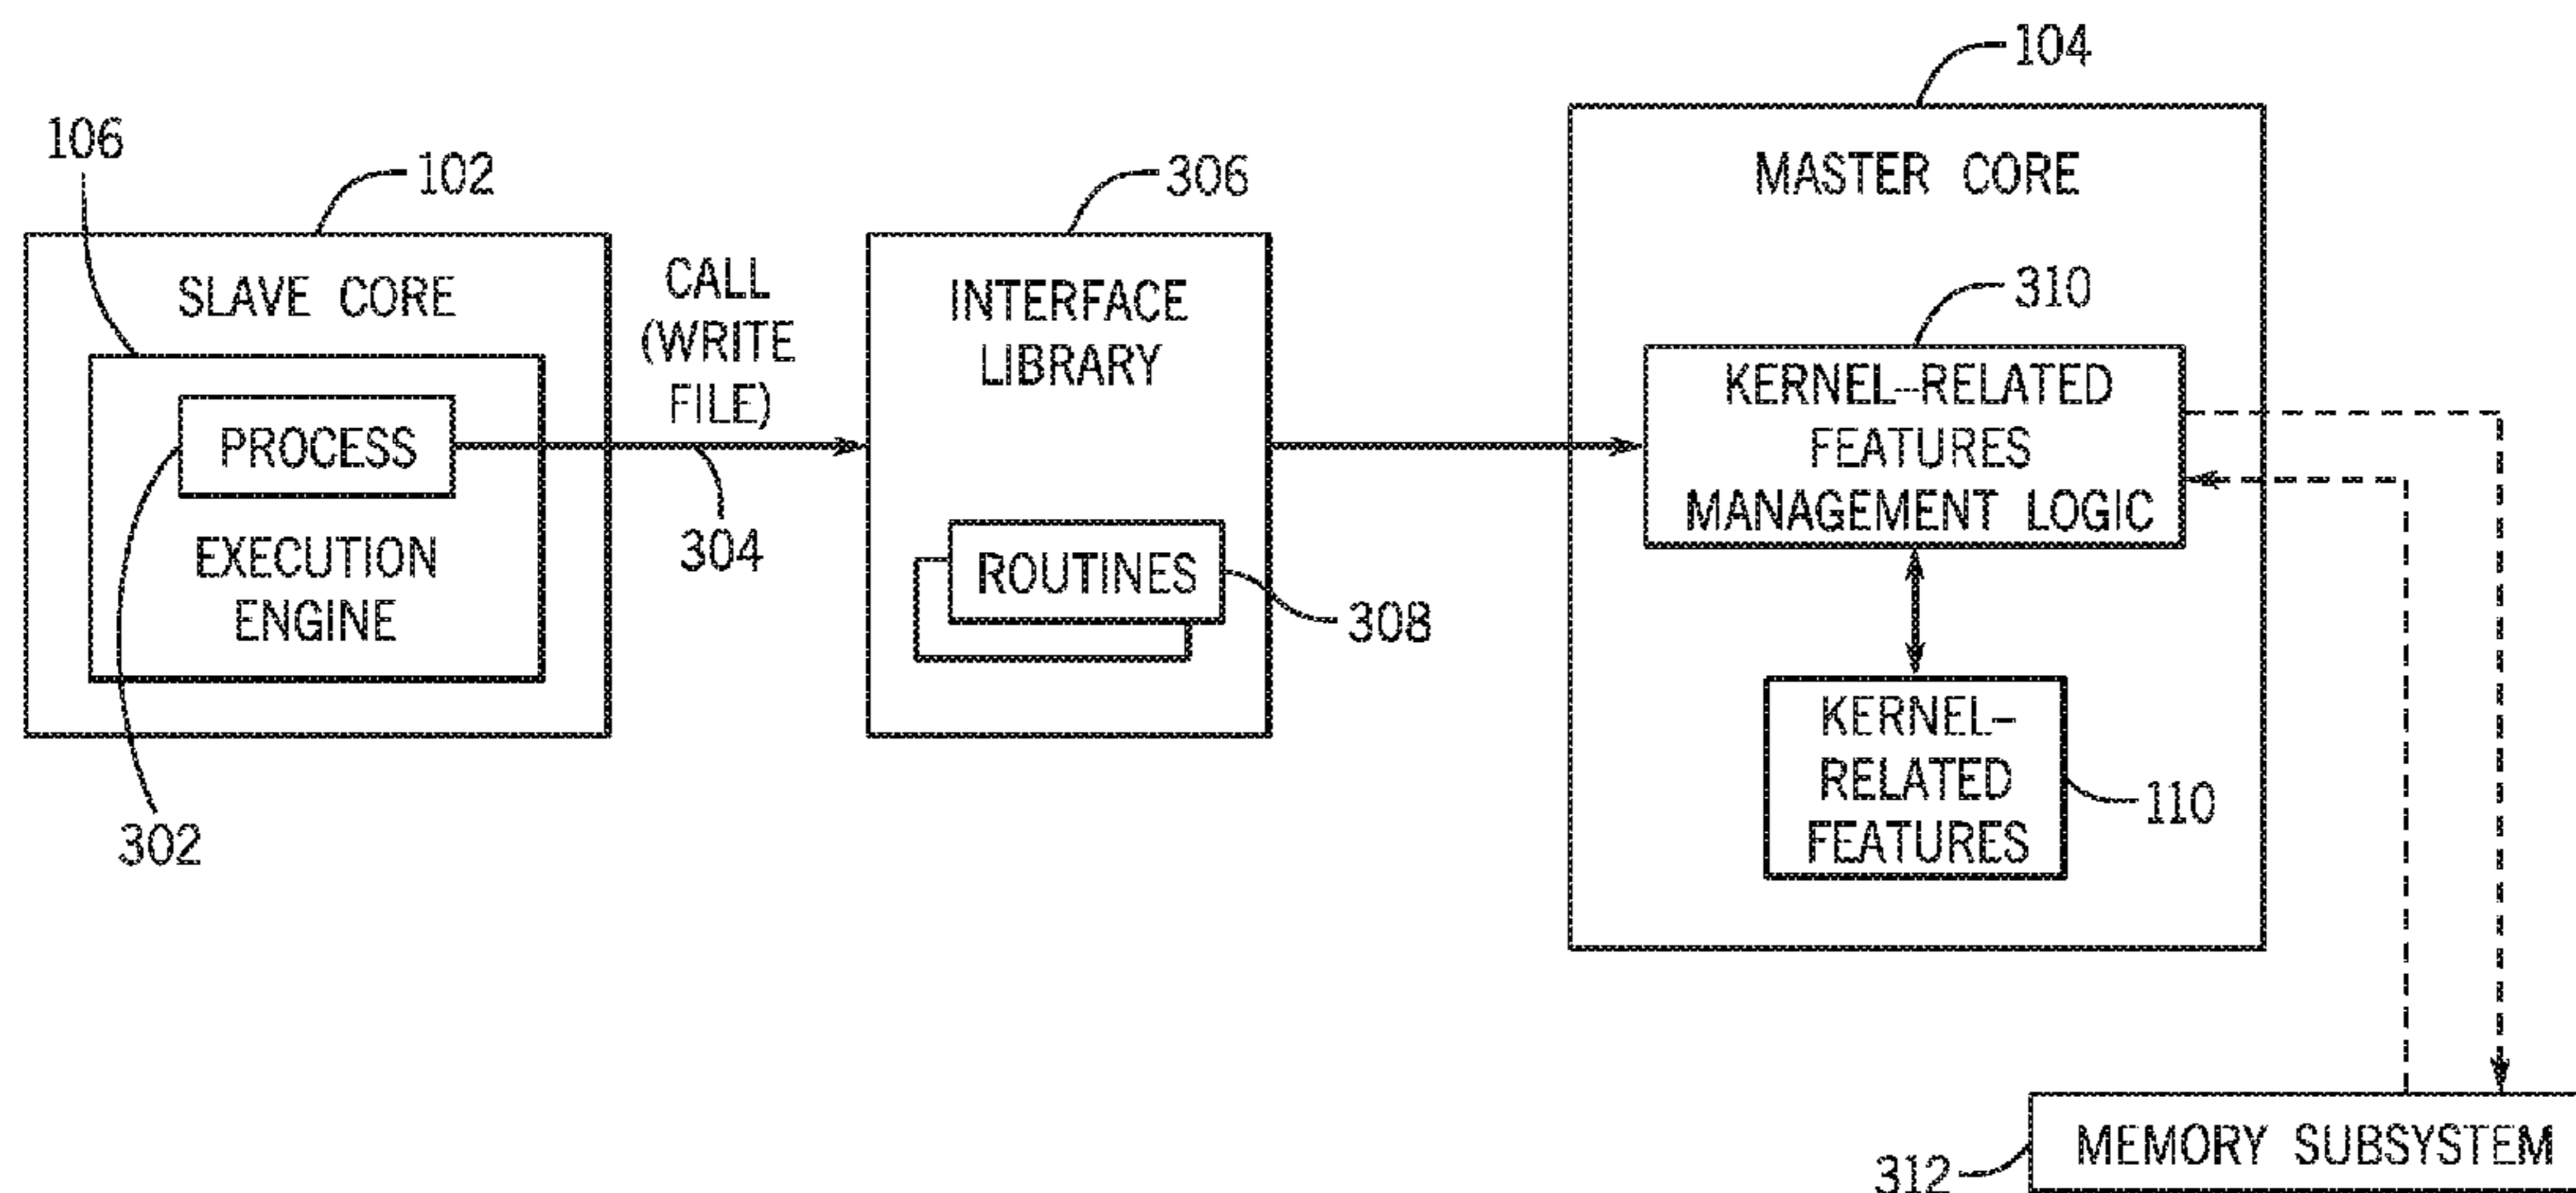 104
106
102
306
MASTER CORE
SLAVE CORE
CALL
(WRITE
FILE)
INTERFACE
LIBRARY
310
KERNEL-RELATED
FEATURES
MANAGEMENT LOGIC
PROCESS
EXECUTION
ENGINE
304
ROUTINES
308
302
KERNEL-
RELATED
FEATURES
110
MEMORY SUBSYSTEM
312